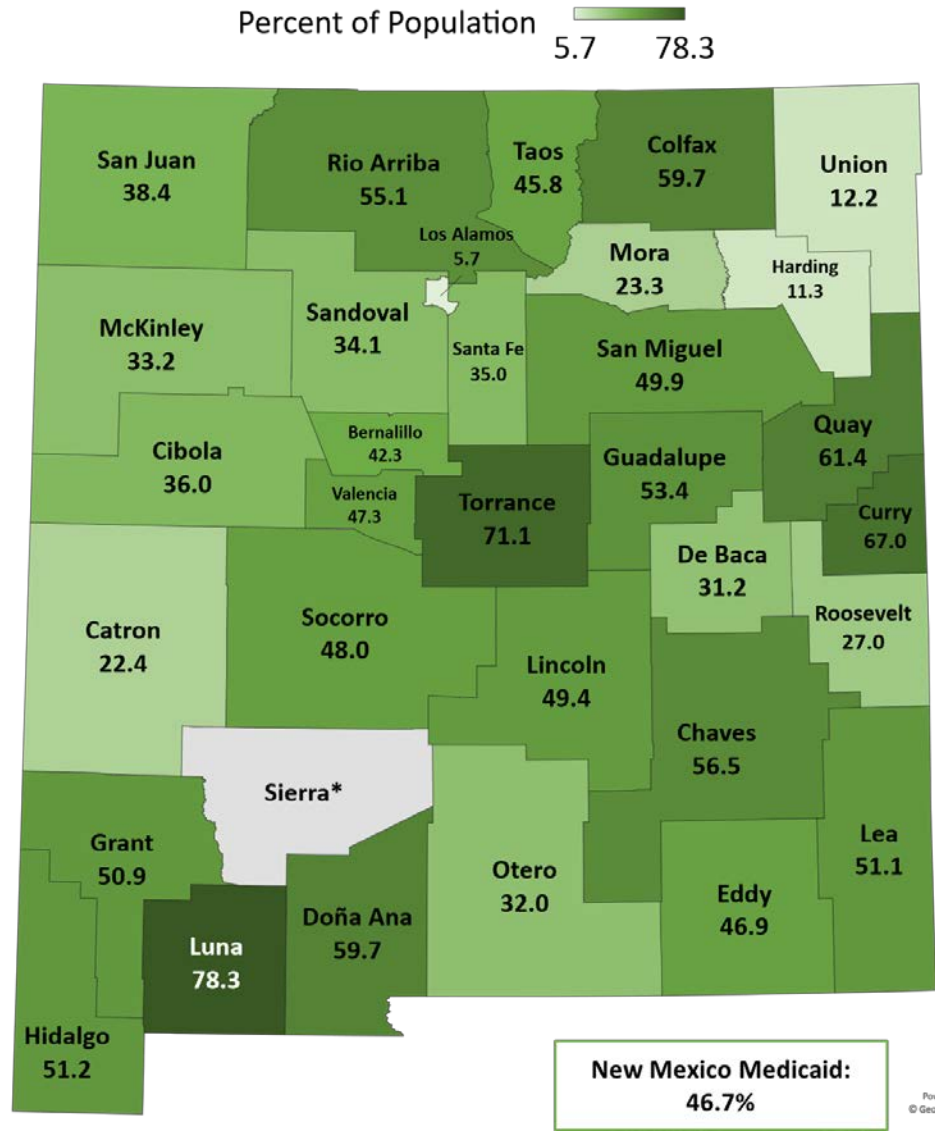 Percent of Population
5.7 78.3
San Juan
38.4
Rio Arriba
55.1
Taos
45.8
Colfax
59.7
Union
12.2
Los Alamos
5.7
Mora
23.3
Harding
11.3
McKinley
33.2
Sandoval
34.1
Santa Fe
35.0
San Miguel
49.9
Quay
61.4
Cibola
36.0
Bernalillo
42.3
Valencia
47.3
Torrance
71.1
Guadalupe
53.4
Curry
67.0
De Baca
31.2
Roosevelt
27.0
Catron
22.4
Socorro
48.0
Lincoln
49.4
Chaves
56.5
Sierra*
Grant
50.9
Luna
78.3
Doña Ana
59.7
Otero
32.0
Eddy
46.9
Lea
51.1
Hidalgo
51.2
New Mexico Medicaid:
46.7%